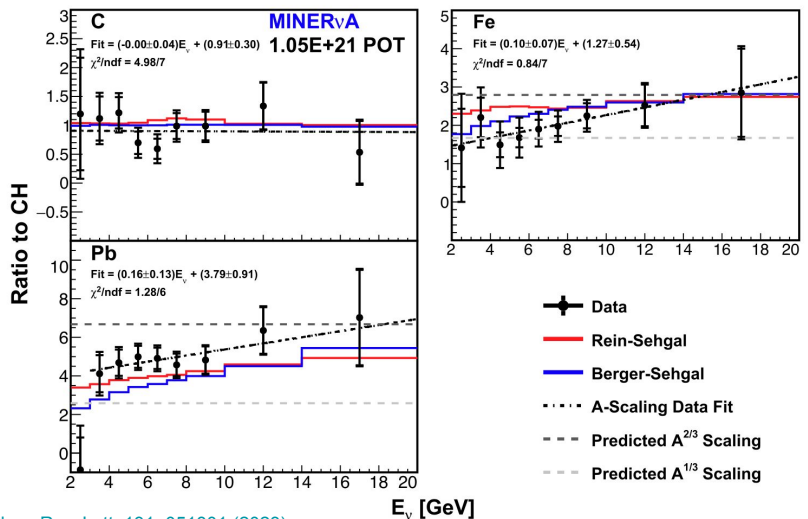 C
MINERνA
1.05E+21 POT
Fit = (-0.00±0.04)Eν + (0.91±0.30)
χ²/ndf = 4.98/7
3
2.5
2
1.5
1
0.5
0
−0.5
Fe
Fit = (0.10±0.07)Eν + (1.27±0.54)
χ²/ndf = 0.84/7
5
4
3
2
1
0
2 4 6 8 10 12 14 16 18 20
Ratio to CH
Pb
Fit = (0.16±0.13)Eν + (3.79±0.91)
χ²/ndf = 1.28/6
10
8
6
4
2
0
2 4 6 8 10 12 14 16 18 20
Eν [GeV]
Data
Rein-Sehgal
Berger-Sehgal
A-Scaling Data Fit
Predicted A^2/3 Scaling
Predicted A^1/3 Scaling